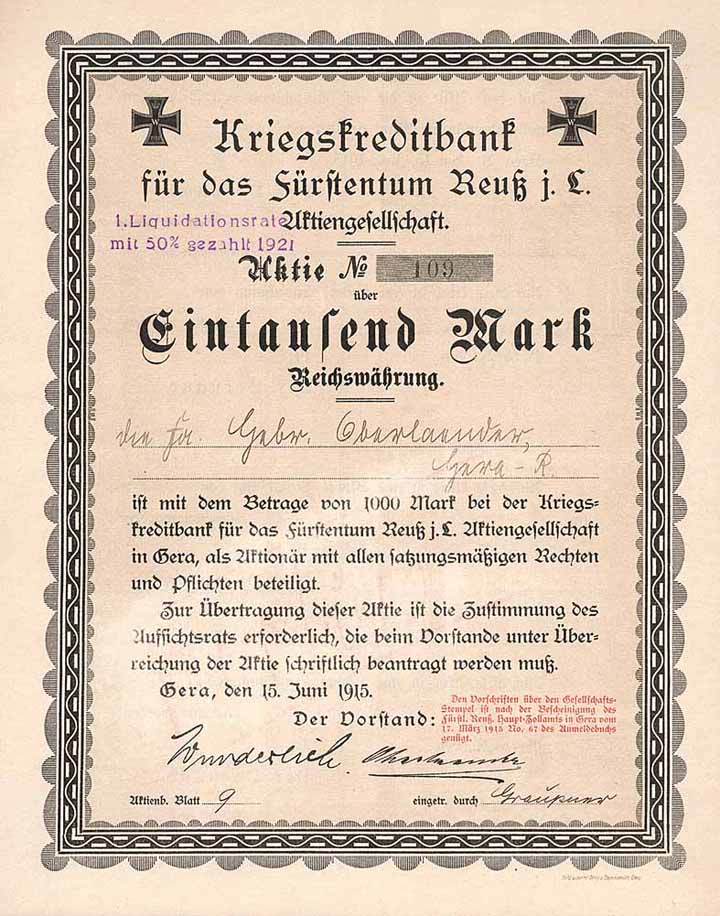 Kriegskreditbank
für das Fürstentum Reuß j. L.
Aktiengesellschaft.
1. Liquidationsrate
mit 50% gezahlt 1921
Aktie № 109
über
Eintausend Mark
Reichswährung.
die Fa. Gebr. Oberlaender,
Gera - R.
ist mit dem Betrage von 1000 Mark bei der Kriegs-
kreditbank für das Fürstentum Reuß j. L. Aktiengesellschaft
in Gera, als Aktionär mit allen satzungsmäßigen Rechten
und Pflichten beteiligt.
Zur Übertragung dieser Aktie ist die Zustimmung des
Aufsichtsrats erforderlich, die beim Vorstande unter Über-
reichung der Aktie schriftlich beantragt werden muß.
Gera, den 15. Juni 1915.
Der Vorstand:
Den Vorschriften über den Gesellschafts-
Stempel ist nach der Bescheinigung des
Fürstl. Reuß. Haupt-Zollamts in Gera vom
17. März 1915 No. 67 des Anmeldebuchs
genügt.
Wunderlich.
Aktienb. Blatt 9
eingetr. durch Graupner